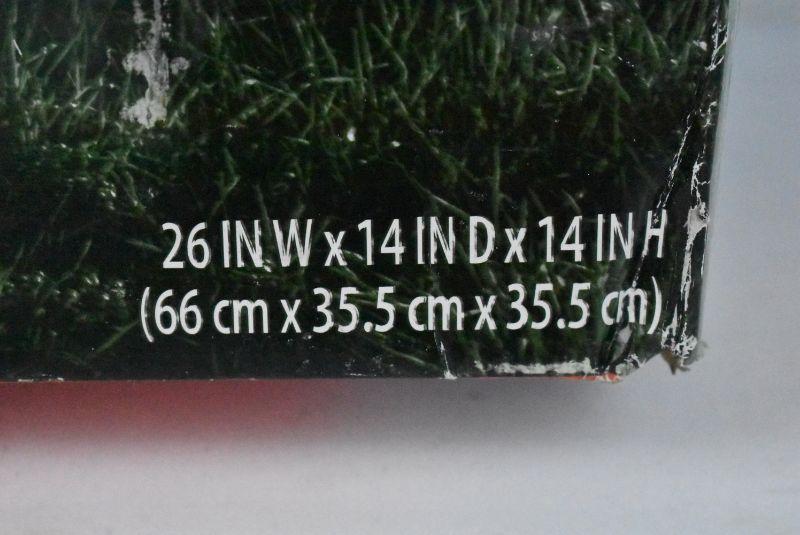 26 IN W x 14 IN D x 14 IN H
(66 cm x 35.5 cm x 35.5 cm)